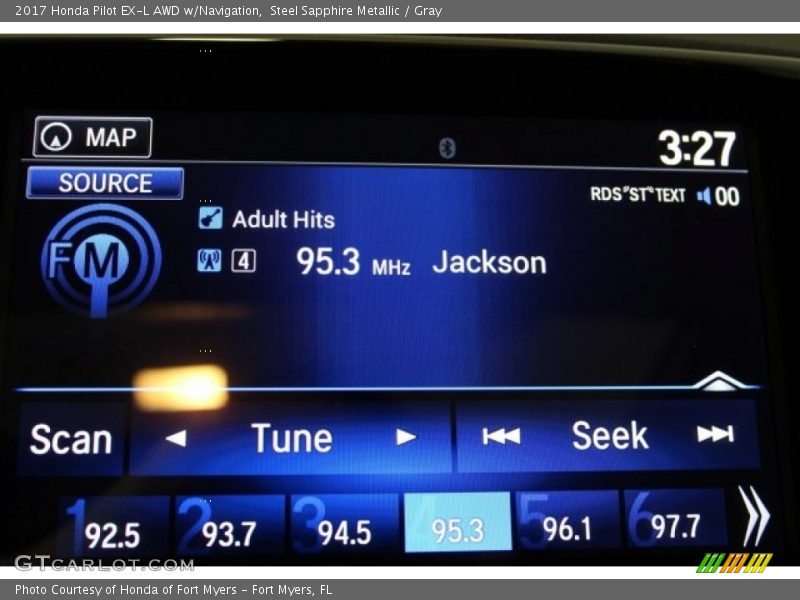 2017 Honda Pilot EX-L AWD w/Navigation,  Steel Sapphire Metallic / Gray
MAP
3:27
SOURCE
RDS "ST" TEXT 00
FM
Adult Hits
4 95.3 MHz Jackson
Scan Tune Seek
1 92.5 2 93.7 3 94.5 4 95.3 5 96.1 6 97.7
GTCARLOT.COM
Photo Courtesy of Honda of Fort Myers - Fort Myers, FL